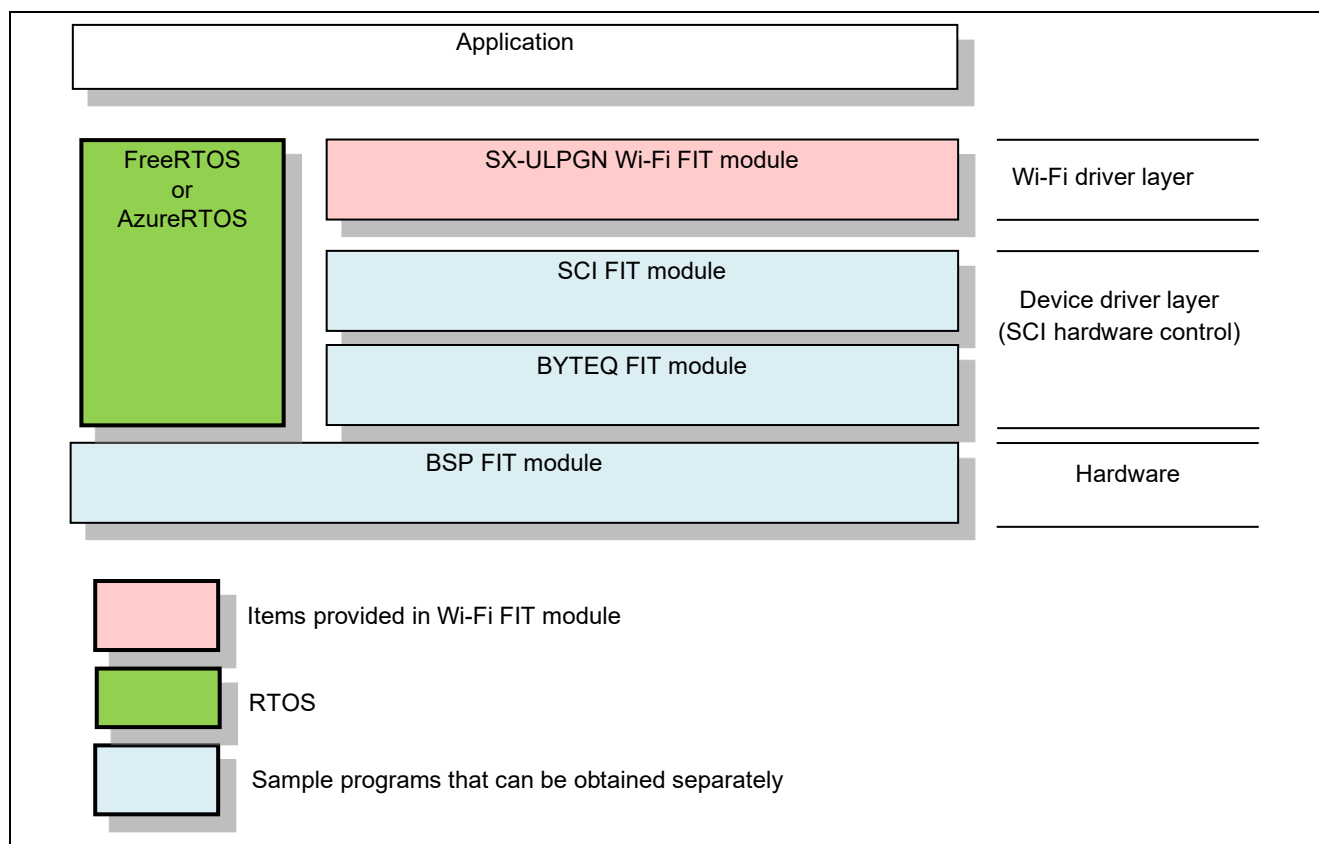 Application
FreeRTOS
or
AzureRTOS
SX-ULPGN Wi-Fi FIT module
Wi-Fi driver layer
SCI FIT module
BYTEQ FIT module
Device driver layer
(SCI hardware control)
BSP FIT module
Hardware
Items provided in Wi-Fi FIT module
RTOS
Sample programs that can be obtained separately